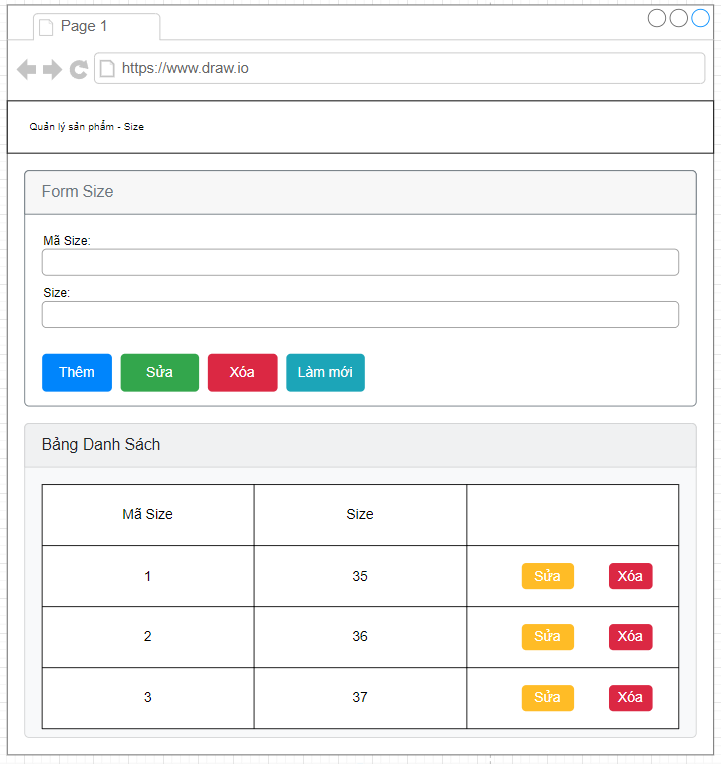 Page 1
https://www.draw.io
Quản lý sản phẩm - Size
Form Size
Mã Size:
Size:
Thêm Sửa Xóa Làm mới
Bảng Danh Sách
Mã Size Size
1 35 Sửa Xóa
2 36 Sửa Xóa
3 37 Sửa Xóa